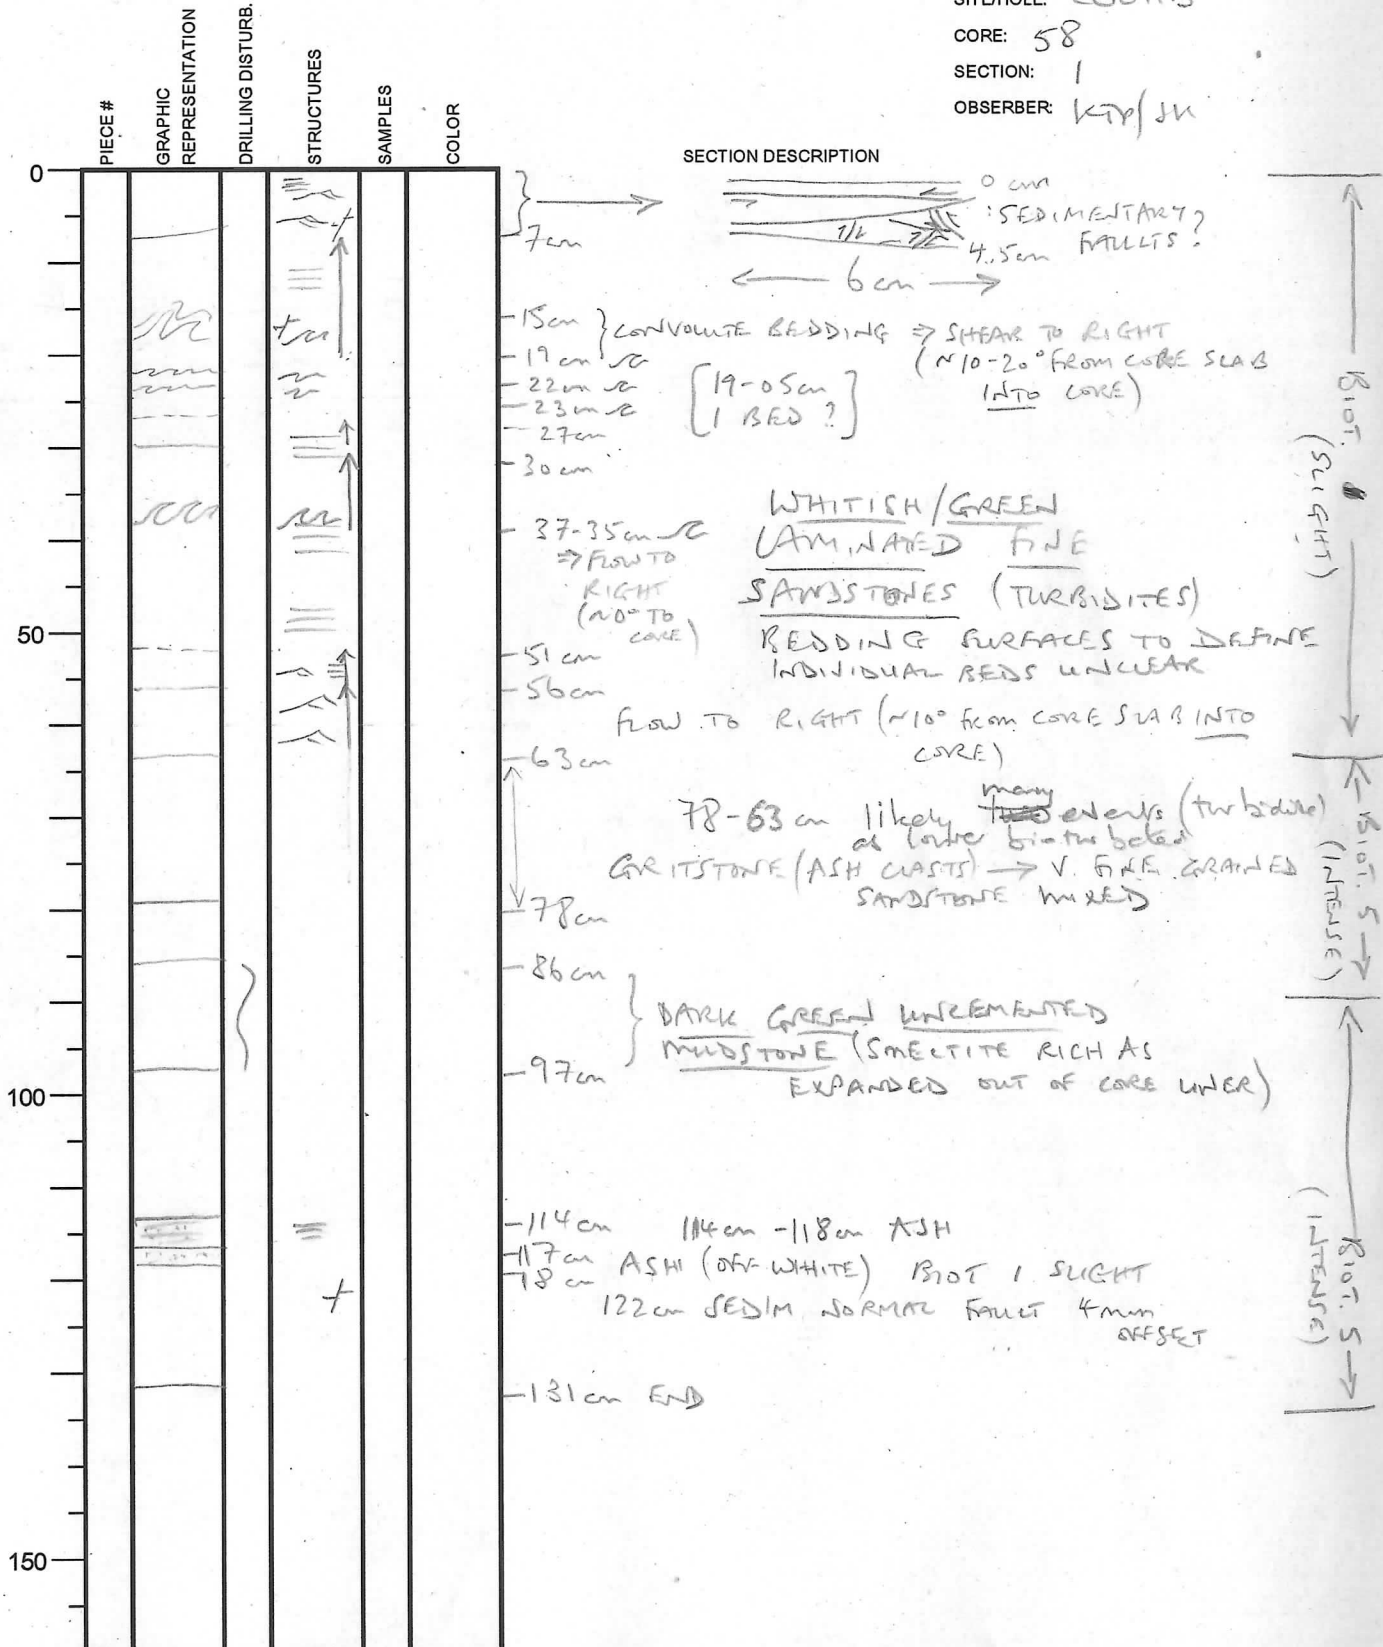 SITE/HOLE:
CORE: 58
SECTION: 1
OBSERBER: KTP/JK
PIECE #
GRAPHIC
REPRESENTATION
DRILLING DISTURB.
STRUCTURES
SAMPLES
COLOR
SECTION DESCRIPTION
0
50
100
150
0 cm
: SEDIMENTARY?
FAULTS?
4.5cm
6 cm
7cm
15cm } CONVOLUTE BEDDING ⇒ SHEAR TO RIGHT
19cm
(~10-20° FROM CORE SLAB
INTO CORE)
22cm
23cm
[19-05cm
1 BED ?]
27cm
30cm
37-35cm
⇒ FLOW TO
RIGHT
(~0° TO
CORE)
WHITISH/GREEN
LAMINATED FINE
SANDSTONES (TURBIDITES)
BEDDING SURFACES TO DEFINE
INDIVIDUAL BEDS UNCLEAR
51cm
56cm
FLOW TO RIGHT (~10° FROM CORE SLAB INTO
CORE)
63cm
78-63 cm likely many events (turbidite)
as lower bioturbated
GRITSTONE (ASH CLASTS) → V. FINE GRAINED
SANDSTONE MIXED
78cm
86cm
DARK GREEN UNCEMENTED
MUDSTONE (SMECTITE RICH AS
EXPANDED OUT OF CORE LINER)
97cm
114cm 114cm-118cm ASH
117cm ASH (OFF-WHITE) BIOT 1 SLIGHT
18cm
122cm SEDIM NORMAL FAULT 4mm
OFFSET
131cm END
BIOT.
(SLIGHT)
BIOT. 5
(INTENSE)
BIOT. 5
(INTENSE)